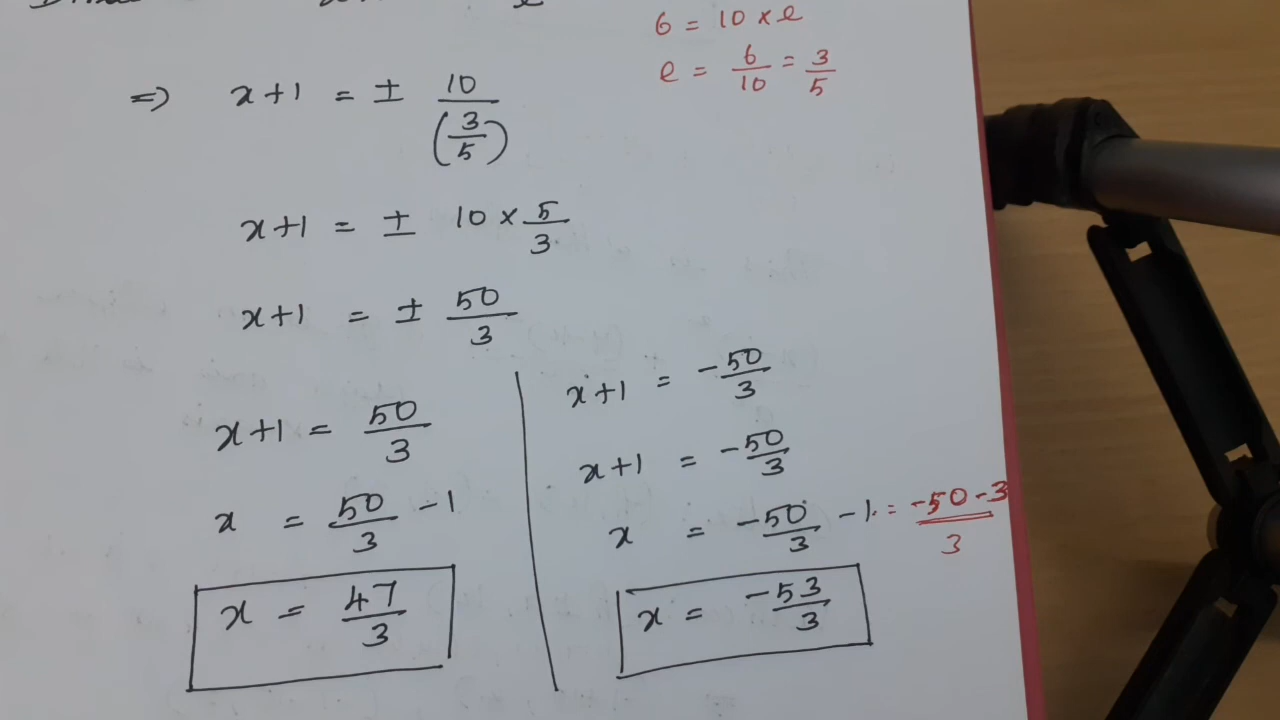 6 = 10 × e
e = 6/10 = 3/5
⇒ x+1 = ± 10/(3/5)
x+1 = ± 10 × 5/3
x+1 = ± 50/3
x+1 = 50/3
x = 50/3 - 1
x = 47/3
x+1 = -50/3
x+1 = -50/3
x = -50/3 - 1. = -50-3/3
x = -53/3